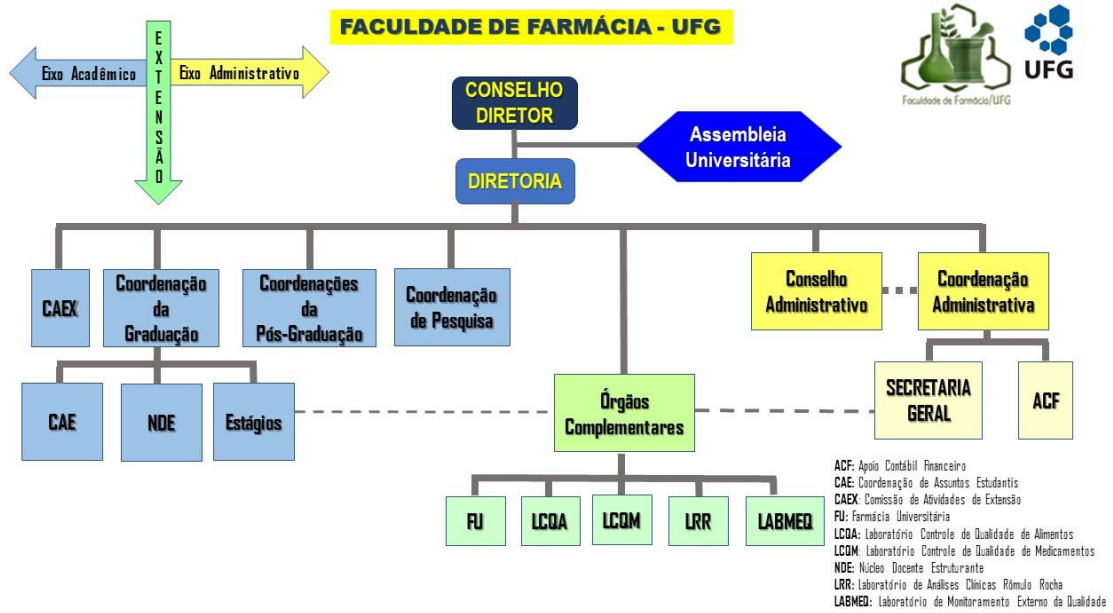 FACULDADE DE FARMÁCIA - UFG
Eixo Acadêmico
EXTENSÃO
Eixo Administrativo
Faculdade de Farmácia/UFG
UFG
CONSELHO
DIRETOR
Assembleia
Universitária
DIRETORIA
CAEX
Coordenação
da
Graduação
Coordenações
da
Pós-Graduação
Coordenação
de Pesquisa
Conselho
Administrativo
Coordenação
Administrativa
CAE
NDE
Estágios
Órgãos
Complementares
SECRETARIA
GERAL
ACF
FU
LCQA
LCQM
LRR
LABMEQ
ACF: Apoio Contábil Financeiro
CAE: Coordenação de Assuntos Estudantis
CAEX: Comissão de Atividades de Extensão
FU: Farmácia Universitária
LCQA: Laboratório Controle de Qualidade de Alimentos
LCQM: Laboratório Controle de Qualidade de Medicamentos
NDE: Núcleo Docente Estruturante
LRR: Laboratório de Análises Clínicas Rômulo Rocha
LABMEQ: Laboratório de Monitoramento Externo da Qualidade